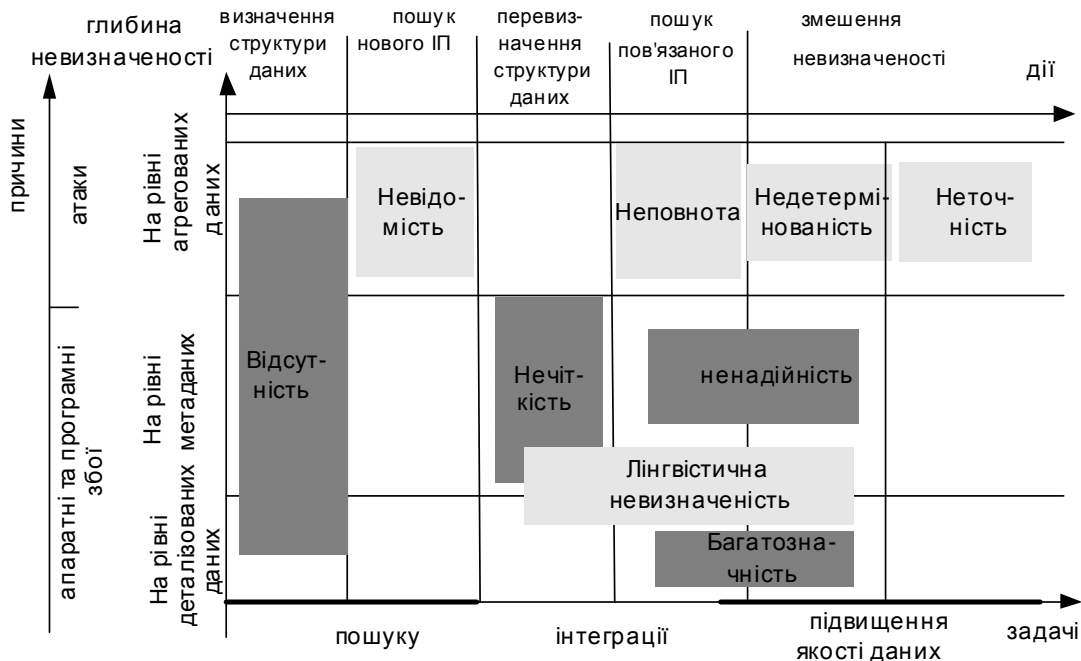 глибина
невизначеності
визначення
структури
даних
пошук
нового ІП
перевиз-
начення
структури
даних
пошук
пов'язаного
ІП
змешення
невизначеності
дії
причини
атаки
апаратні та програмні
збої
На рівні
агрегованих
даних
На рівні
метаданих
На рівні
деталізованих
даних
Невідо-
мість
Неповнота
Недетермі-
нованість
Неточ-
ність
Відсут-
ність
Нечіт-
кість
ненадійність
Лінгвістична
невизначеність
Багатозна-
чність
пошуку
інтеграції
підвищення
якості даних
задачі